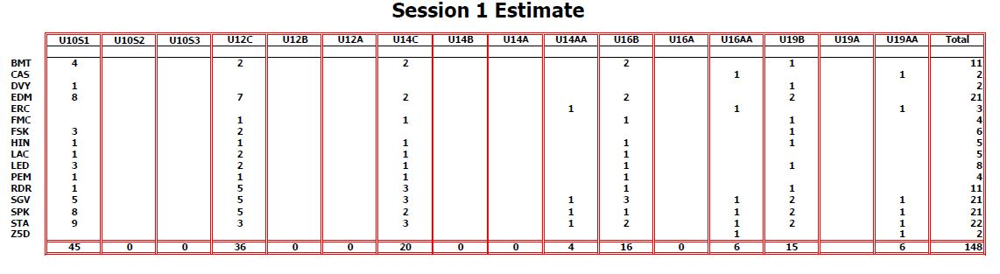 Session 1 Estimate
U10S1 U10S2 U10S3 U12C U12B U12A U14C U14B U14A U14AA U16B U16A U16AA U19B U19A U19AA Total
BMT 4 2 2 2 1 11
CAS 1 1 2
DVY 1 1 2
EDM 8 7 2 2 2 21
ERC 1 1 1 3
FMC 1 1 1 1 4
FSK 3 2 1 6
HIN 1 1 1 1 1 5
LAC 1 2 1 1 5
LED 3 2 1 1 1 8
PEM 1 1 1 1 4
RDR 1 5 3 1 1 11
SGV 5 5 3 1 3 1 2 1 21
SPK 8 5 2 1 1 1 2 1 21
STA 9 3 3 1 2 1 2 1 22
Z5D 1 1 2
45 0 0 36 0 0 20 0 0 4 16 0 6 15 6 148